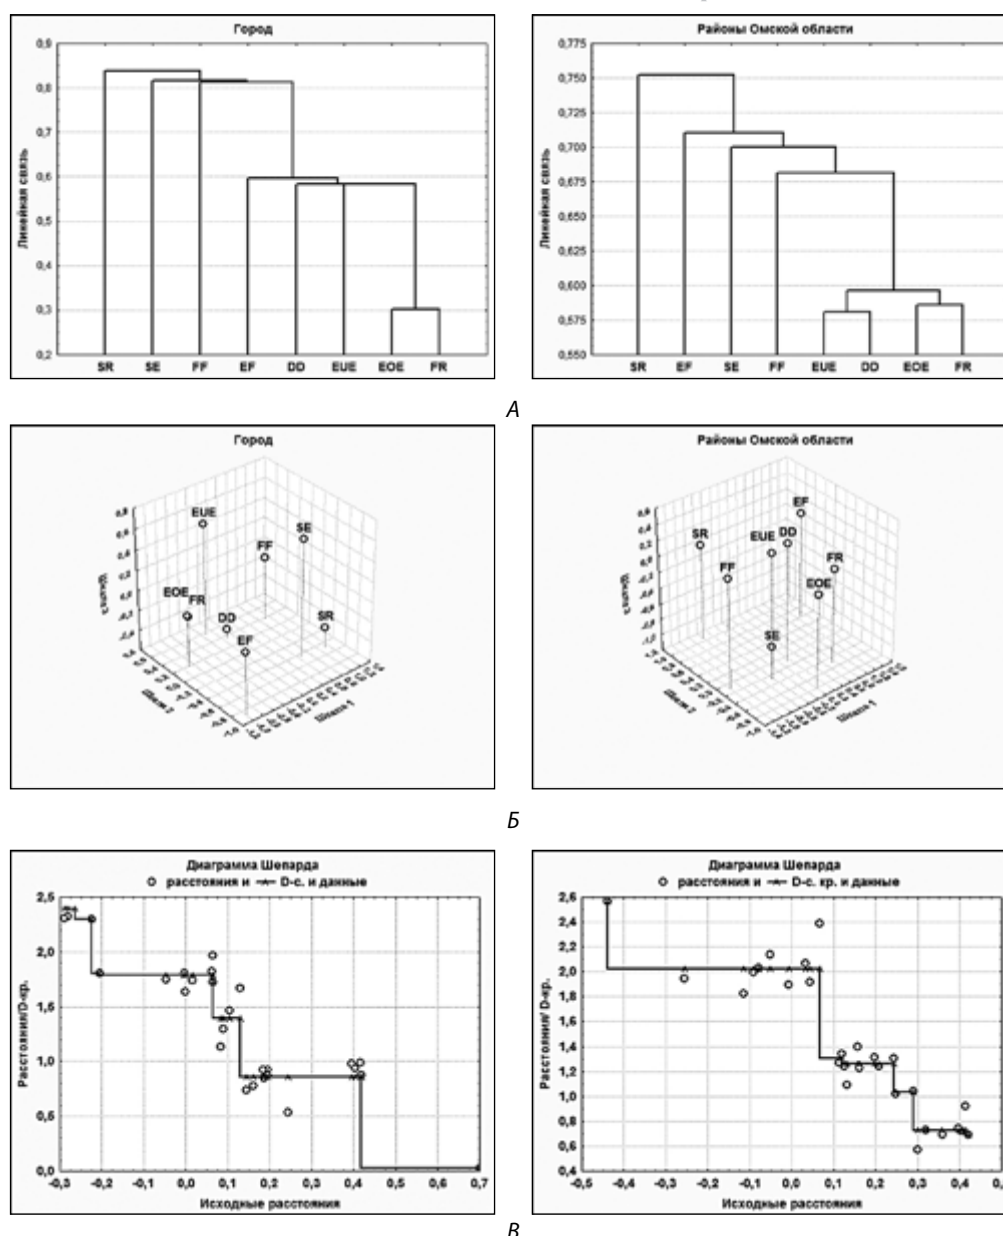 Город
Линейная связь
0,9
0,8
0,7
0,6
0,5
0,4
0,3
0,2
SR SE FF EF DD EUE EOE FR
Районы Омской области
Линейная связь
0,775
0,750
0,725
0,700
0,675
0,650
0,625
0,600
0,575
0,550
SR EF SE FF EUE DD EOE FR
А
Город
EUE
SE
FF
EOE
FR
DD
SR
EF
Шкала 2
Шкала 1
Районы Омской области
EF
SR
EUE
DD
FR
FF
EOE
SE
Шкала 2
Шкала 1
Б
Диаграмма Шепарда
расстояния и D-с. и данные
Расстояния/D-кр.
2,5
2,0
1,5
1,0
0,5
0,0
-0,3 -0,2 -0,1 0,0 0,1 0,2 0,3 0,4 0,5 0,6 0,7
Исходные расстояния
Диаграмма Шепарда
расстояния и D-с. кр. и данные
Расстояния/ D-кр.
2,6
2,4
2,2
2,0
1,8
1,6
1,4
1,2
1,0
0,8
0,6
0,4
-0,5 -0,4 -0,3 -0,2 -0,1 0,0 0,1 0,2 0,3 0,4
Исходные расстояния
В